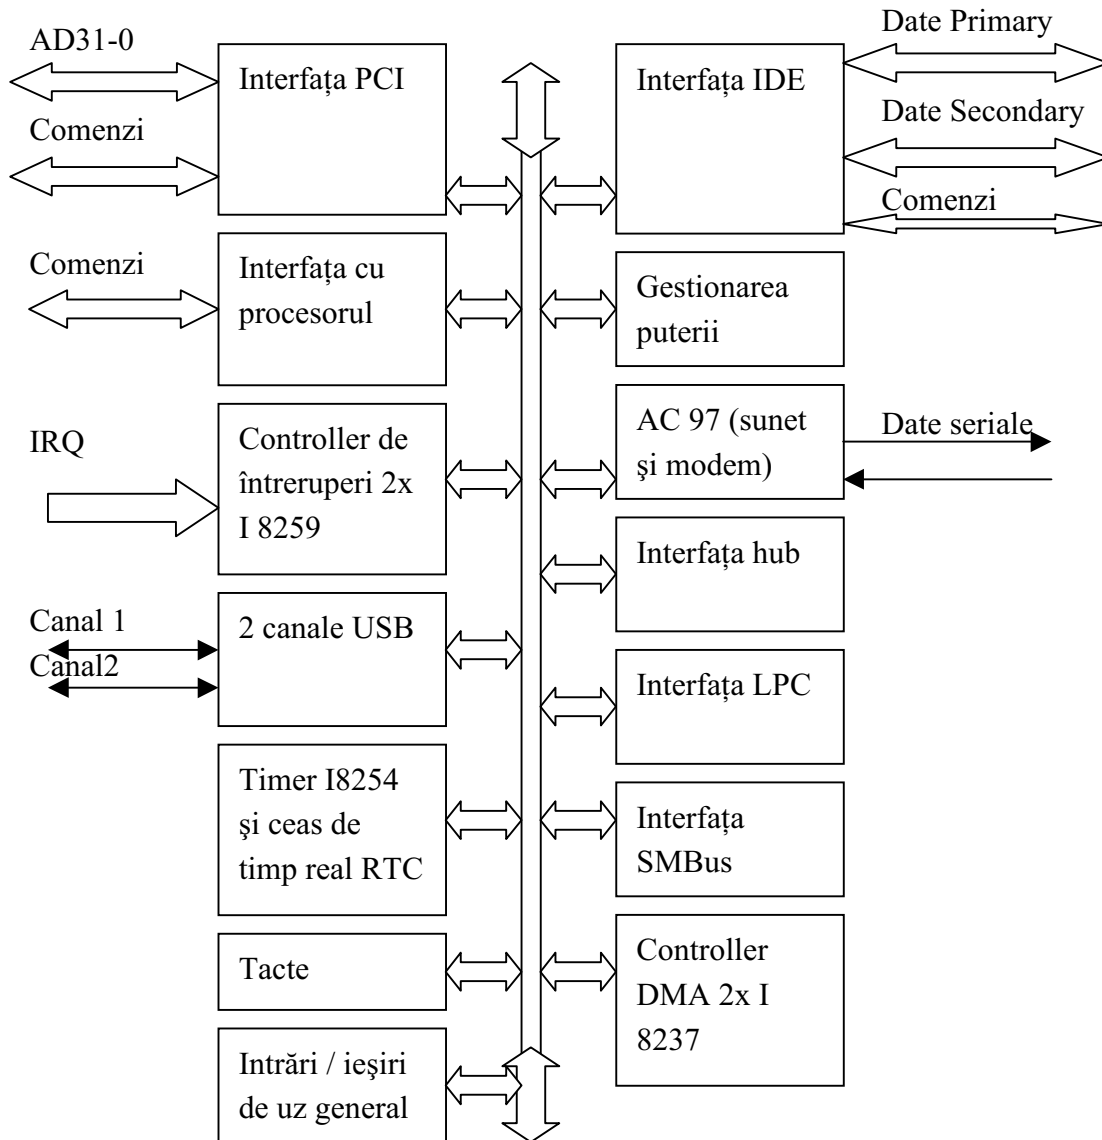 AD31-0
Comenzi
Interfața PCI
Comenzi
Interfața cu
procesorul
IRQ
Controller de
întreruperi 2x
I 8259
Canal 1
Canal2
2 canale USB
Timer I8254
şi ceas de
timp real RTC
Tacte
Intrări / ieşiri
de uz general
Interfața IDE
Date Primary
Date Secondary
Comenzi
Gestionarea
puterii
AC 97 (sunet
şi modem)
Date seriale
Interfața hub
Interfața LPC
Interfața
SMBus
Controller
DMA 2x I
8237